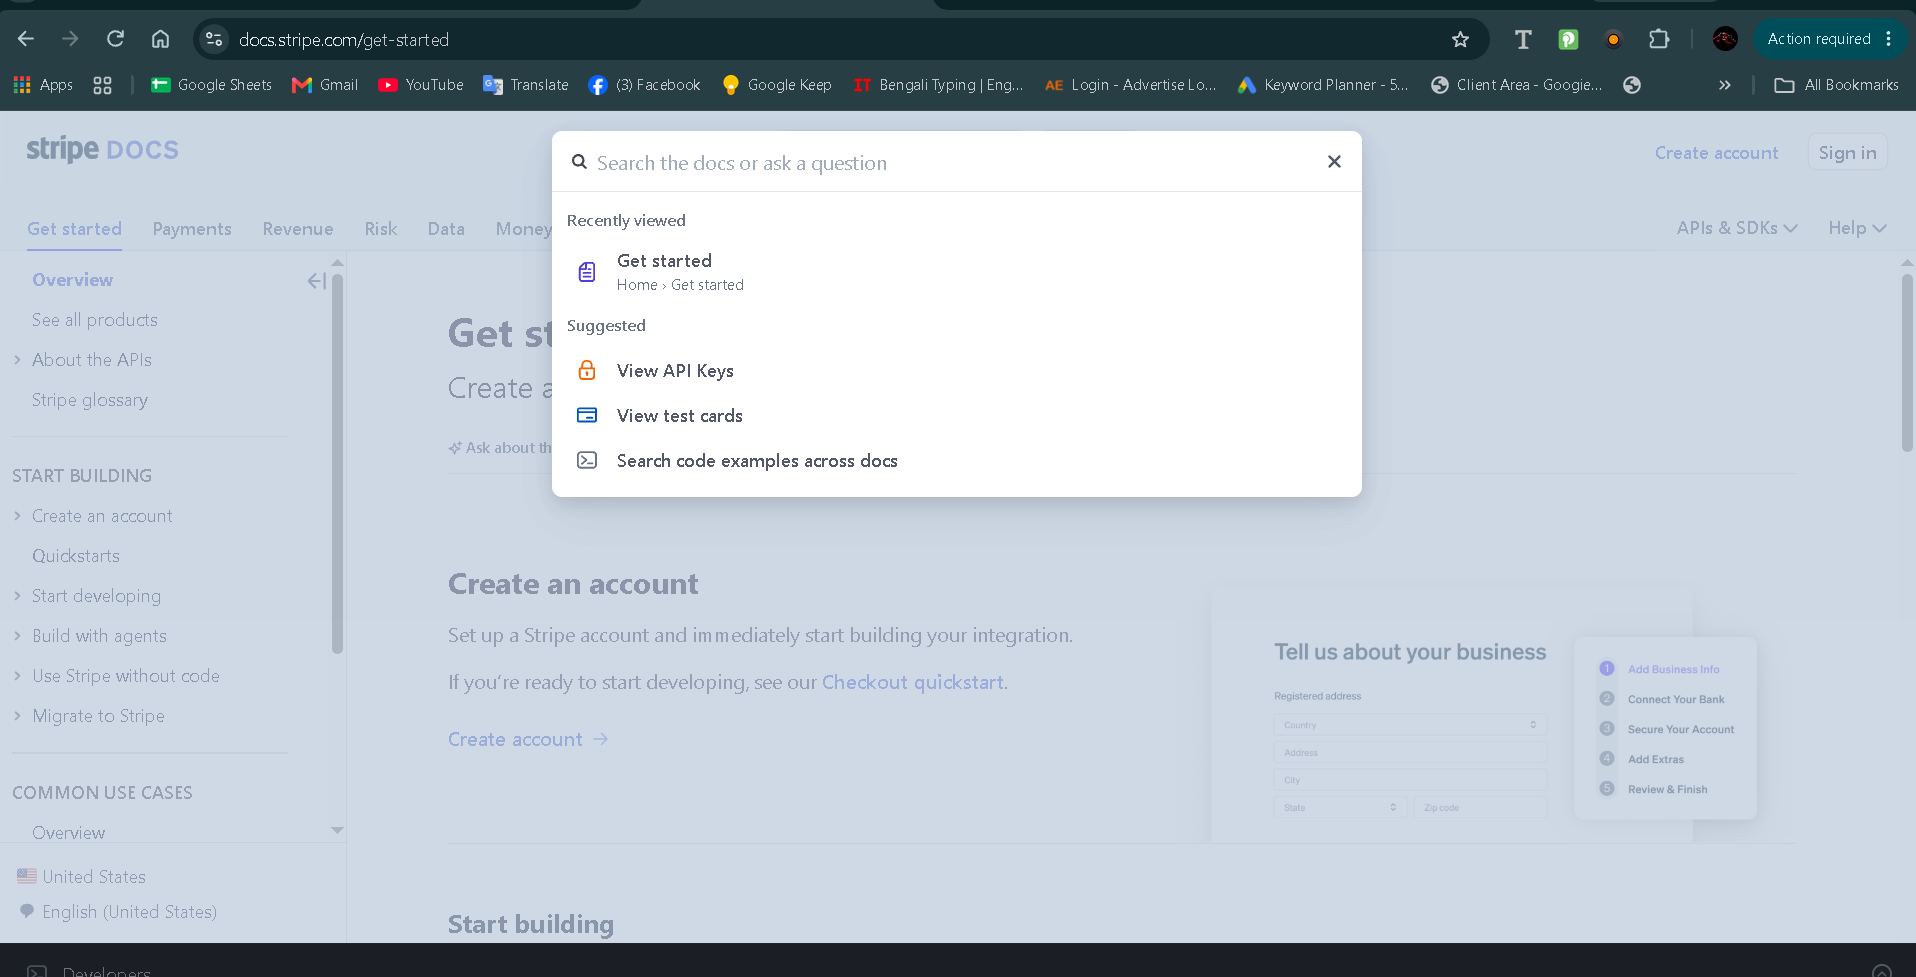 docs.stripe.com/get-started
Action required
Apps
Google Sheets
Gmail
YouTube
Translate
(3) Facebook
Google Keep
Bengali Typing | Eng...
Login - Advertise Lo...
Keyword Planner - 5...
Client Area - Google...
»
All Bookmarks
stripe DOCS
Search the docs or ask a question
Create account
Sign in
Get started
Payments
Revenue
Risk
Data
Money
APIs & SDKs
Help
Recently viewed
Get started
Home › Get started
Suggested
View API Keys
View test cards
Search code examples across docs
Overview
See all products
About the APIs
Stripe glossary
START BUILDING
Create an account
Quickstarts
Start developing
Build with agents
Use Stripe without code
Migrate to Stripe
COMMON USE CASES
Overview
United States
English (United States)
Get st
Create a
Ask about th
Create an account
Set up a Stripe account and immediately start building your integration.
If you’re ready to start developing, see our Checkout quickstart.
Create account →
Tell us about your business
Registered address
Country
Address
City
State
Zip code
1 Add Business Info
2 Connect Your Bank
3 Secure Your Account
4 Add Extras
5 Review & Finish
Start building
Developers